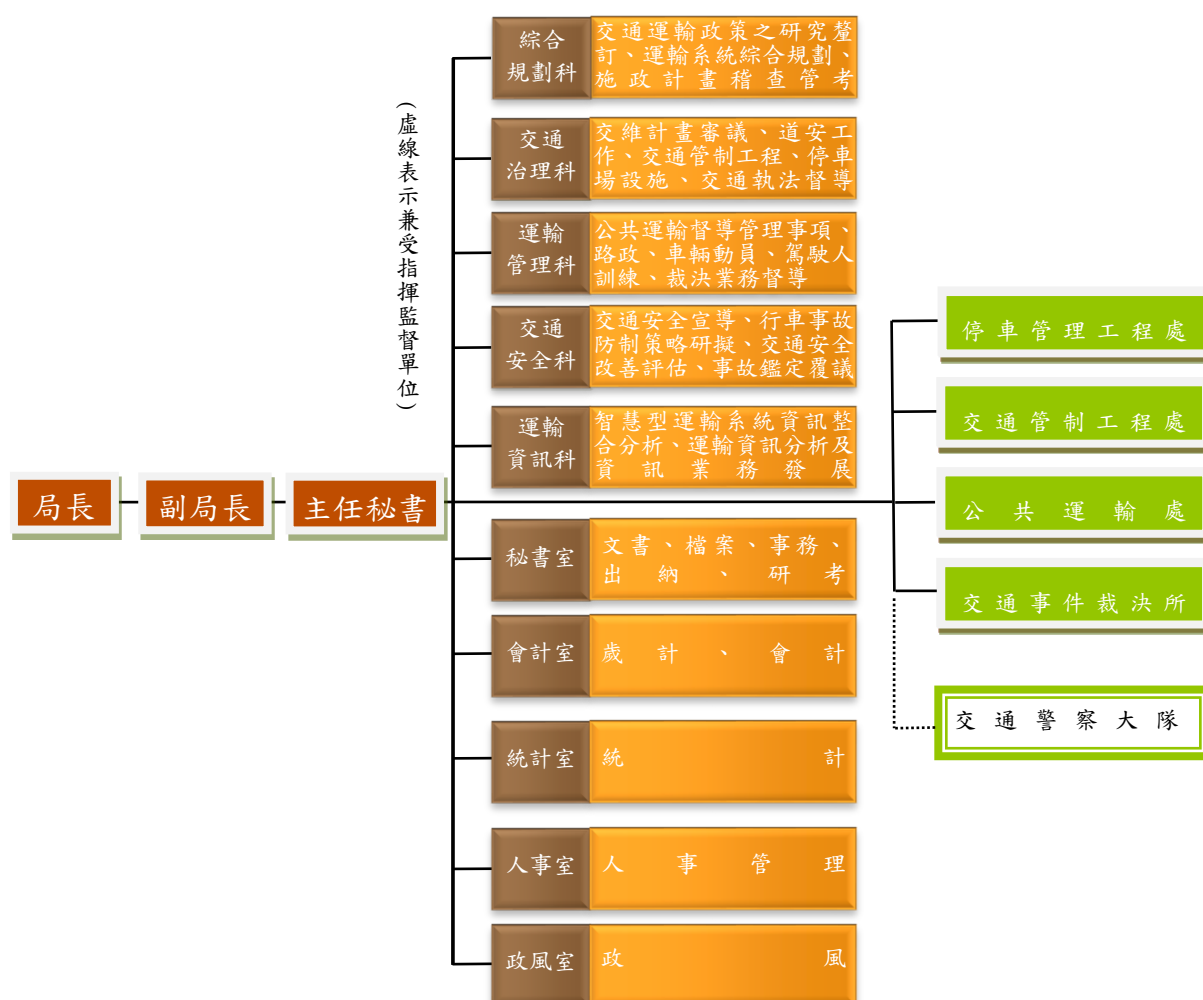 (虛線表示兼受指揮監督單位)
局長
副局長
主任秘書
綜合
規劃科
交通運輸政策之研究釐
訂、運輸系統綜合規劃、
施政計畫稽查管考
交通
治理科
交維計畫審議、道安工
作、交通管制工程、停車
場設施、交通執法督導
運輸
管理科
公共運輸督導管理事項、
路政、車輛動員、駕駛人
訓練、裁決業務督導
交通
安全科
交通安全宣導、行車事故
防制策略研擬、交通安全
改善評估、事故鑑定覆議
運輸
資訊科
智慧型運輸系統資訊整
合分析、運輸資訊分析及
資訊業務發展
秘書室
文書、檔案、事務、
出納、研考
會計室
歲計、會計
統計室
統計
人事室
人事管理
政風室
政風
停車管理工程處
交通管制工程處
公共運輸處
交通事件裁決所
交通警察大隊